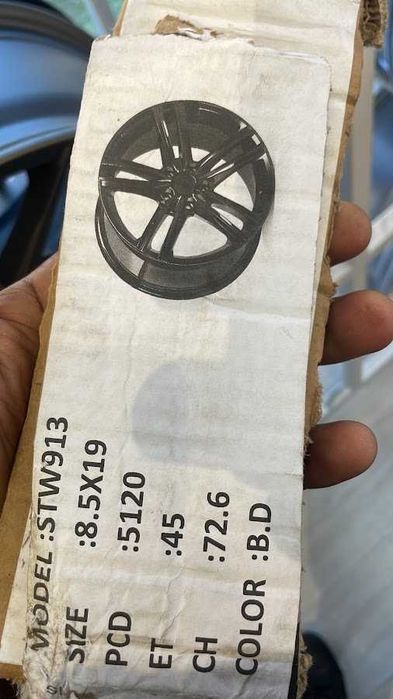 MODEL :STW913
SIZE :8.5X19
PCD :5120
ET :45
CH :72.6
COLOR :B.D